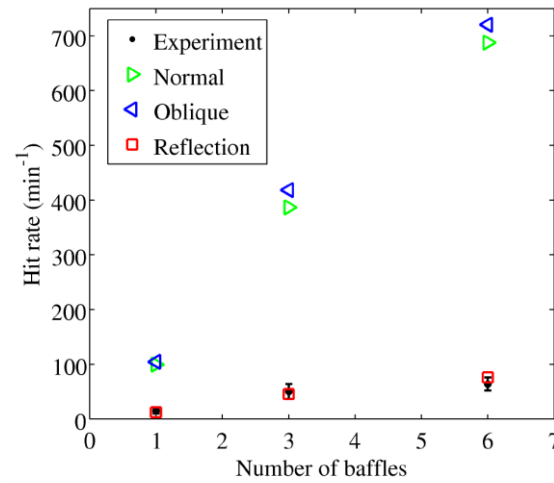 700
600
500
400
300
200
100
0
Hit rate (min⁻¹)
Experiment
Normal
Oblique
Reflection
0 1 2 3 4 5 6 7
Number of baffles